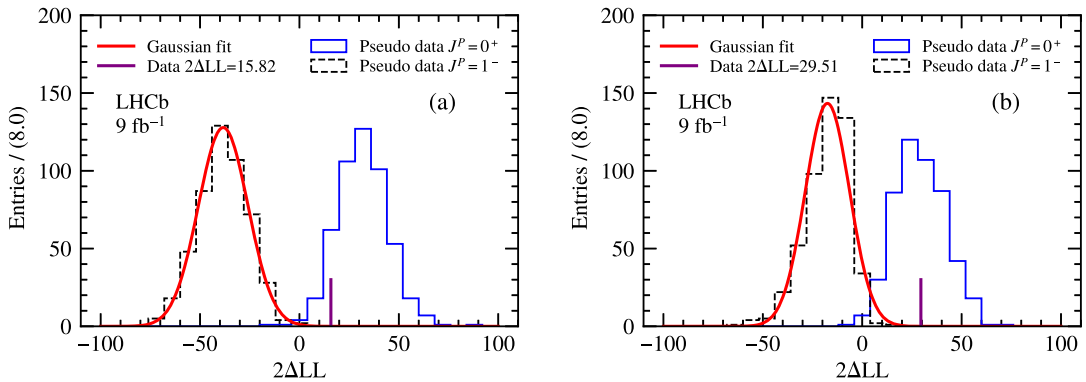 200
150
100
50
0
Entries / (8.0)
Gaussian fit
Data 2ΔLL=15.82
Pseudo data J^P = 0⁺
Pseudo data J^P = 1⁻
LHCb
9 fb⁻¹
(a)
−100 −50 0 50 100
2ΔLL
200
150
100
50
0
Entries / (8.0)
Gaussian fit
Data 2ΔLL=29.51
Pseudo data J^P = 0⁺
Pseudo data J^P = 1⁻
LHCb
9 fb⁻¹
(b)
−100 −50 0 50 100
2ΔLL